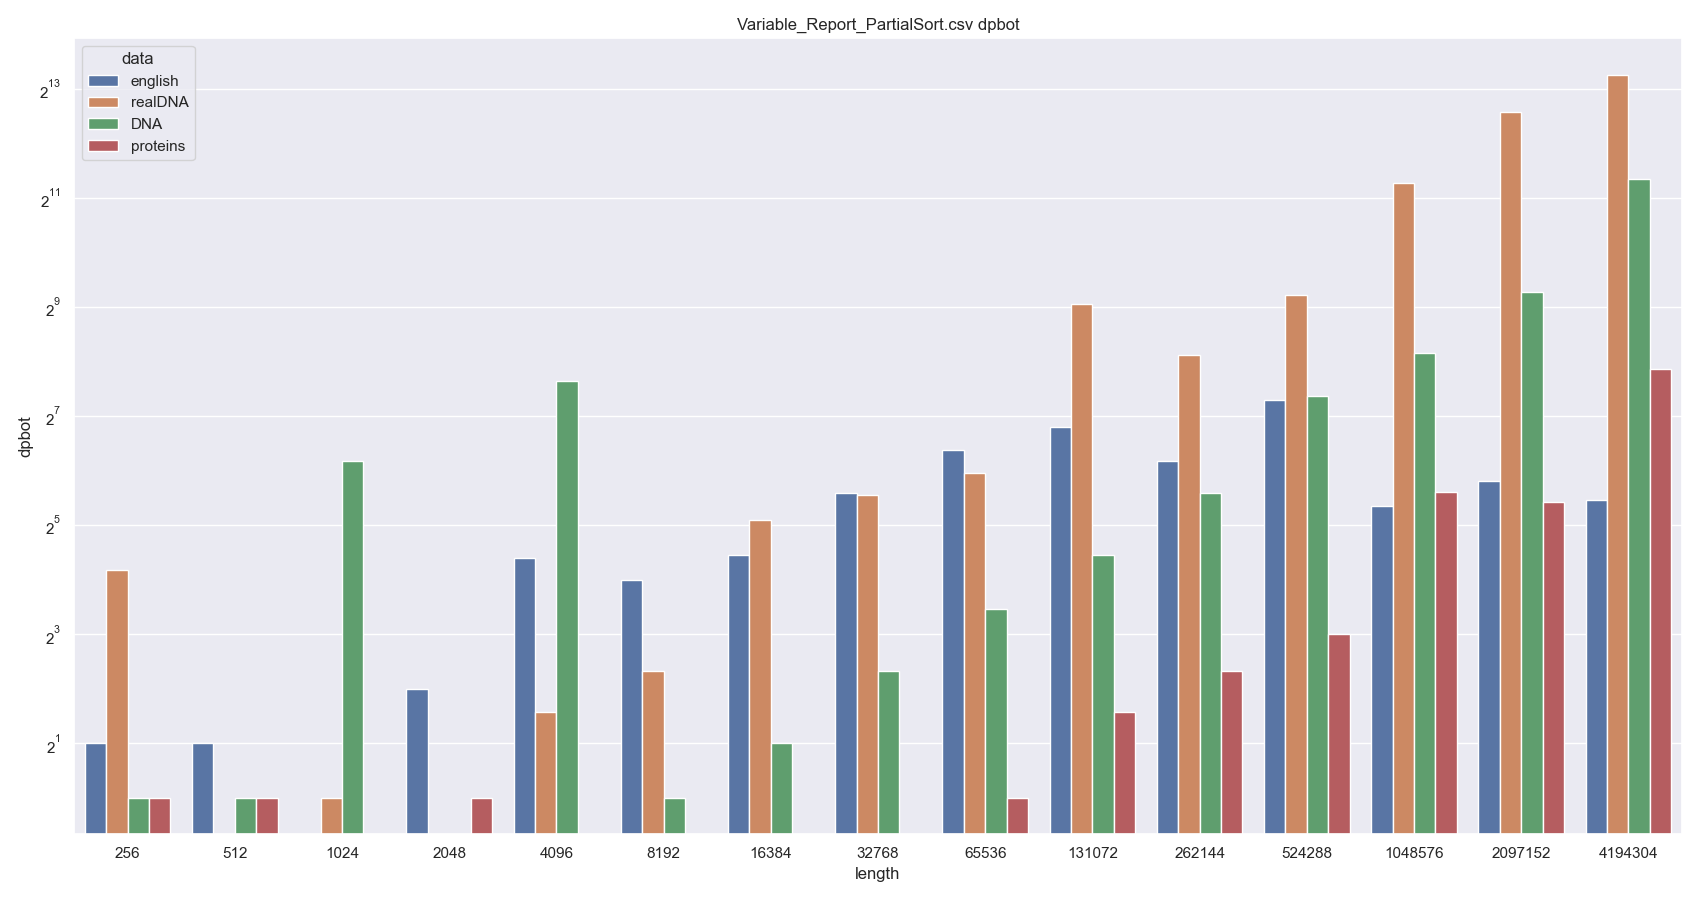 Variable_Report_PartialSort.csv dpbot
data
english
realDNA
DNA
proteins
2^13
2^11
2^9
2^7
2^5
2^3
2^1
dpbot
256 512 1024 2048 4096 8192 16384 32768 65536 131072 262144 524288 1048576 2097152 4194304
length